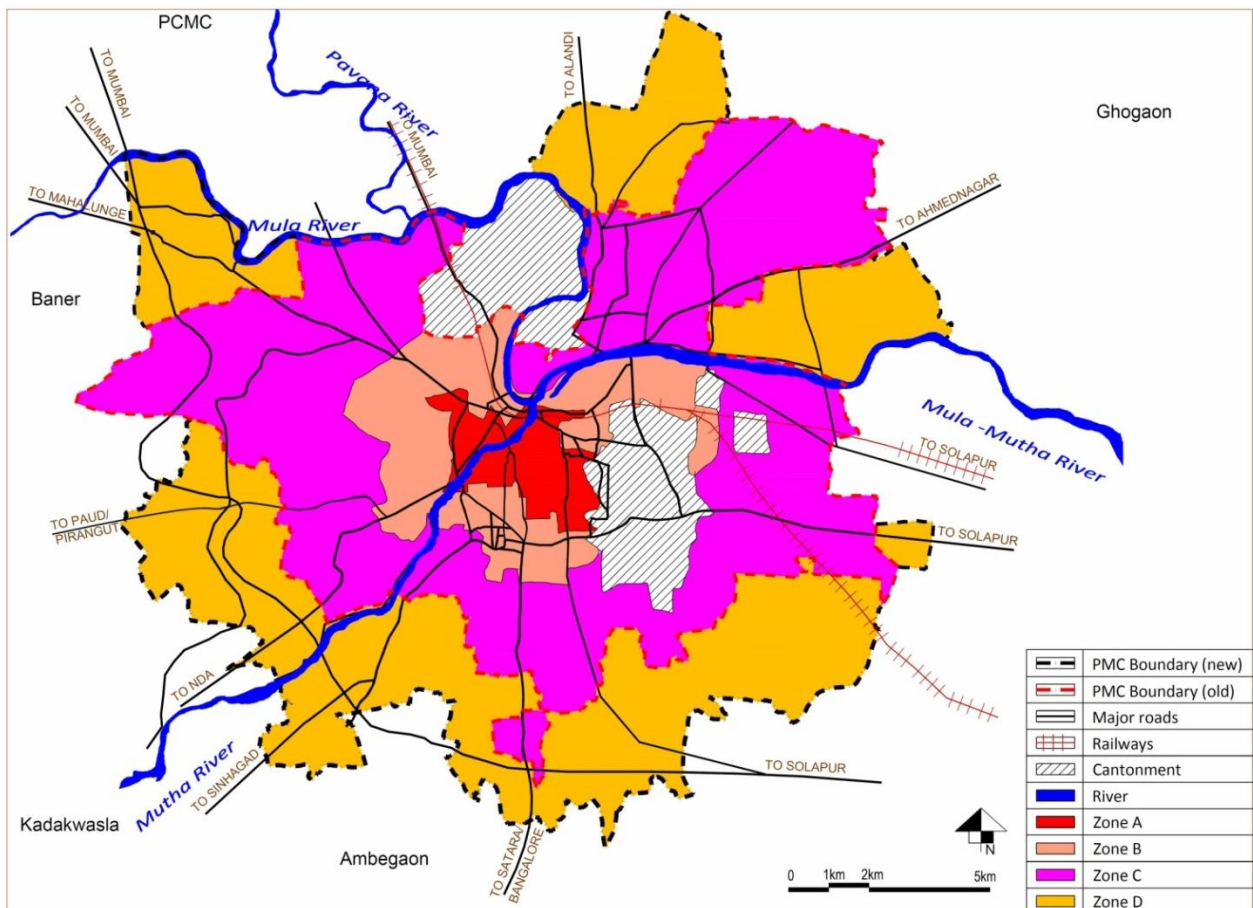 PCMC
TO MUMBAI
TO MUMBAI
TO MAHALUNGE
Pavana River
TO MUMBAI
TO ALANDI
Ghogaon
TO AHMEDNAGAR
Mula River
Baner
Mula -Mutha River
TO SOLAPUR
TO PAUD/
PIRANGUT
TO SOLAPUR
TO NDA
Mutha River
TO SINHAGAD
TO SOLAPUR
Kadakwasla
Ambegaon
TO SATARA/
BANGALORE
N
0 1km 2km 5km
PMC Boundary (new)
PMC Boundary (old)
Major roads
Railways
Cantonment
River
Zone A
Zone B
Zone C
Zone D